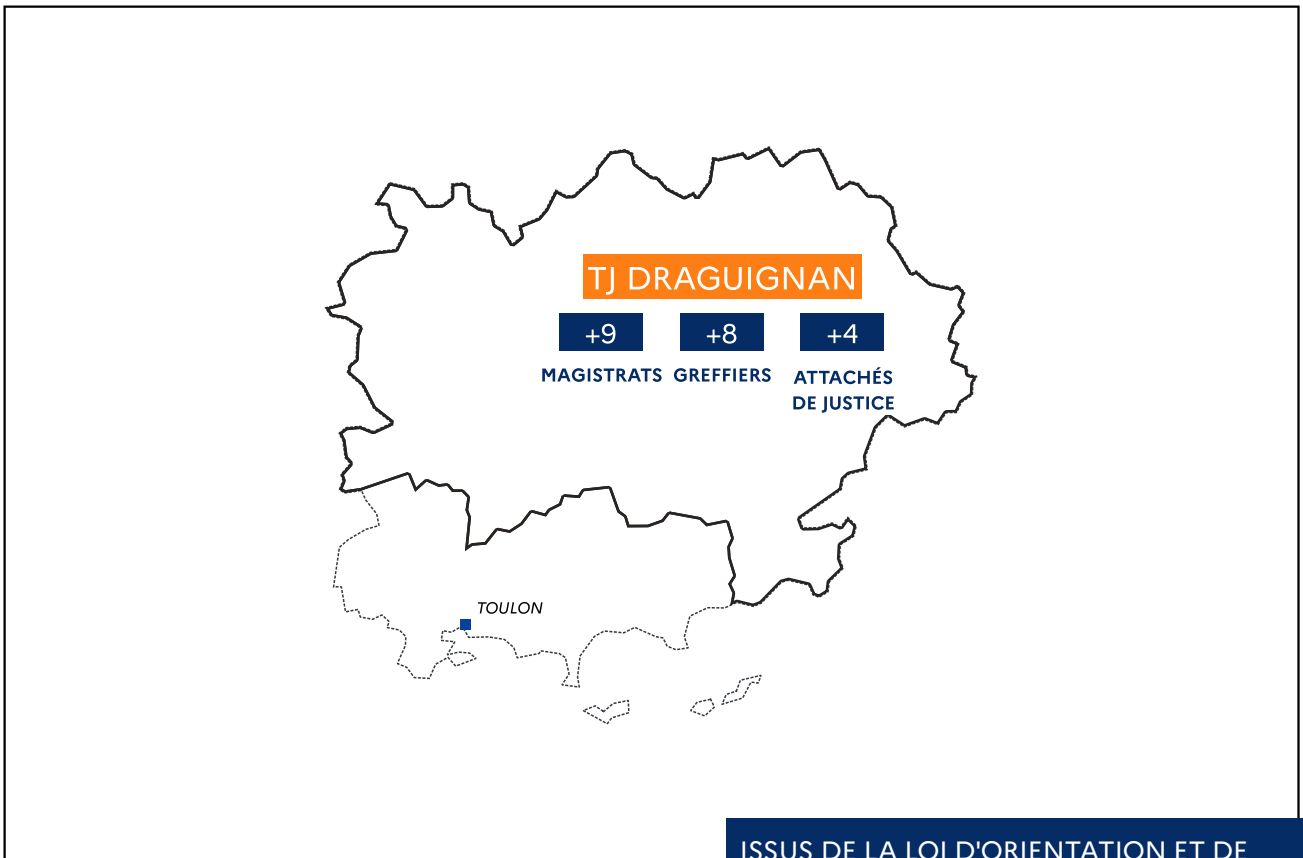 TJ DRAGUIGNAN
+9
+8
+4
MAGISTRATS
GREFFIERS
ATTACHÉS
DE JUSTICE
TOULON
ISSUS DE LA LOI D'ORIENTATION ET DE